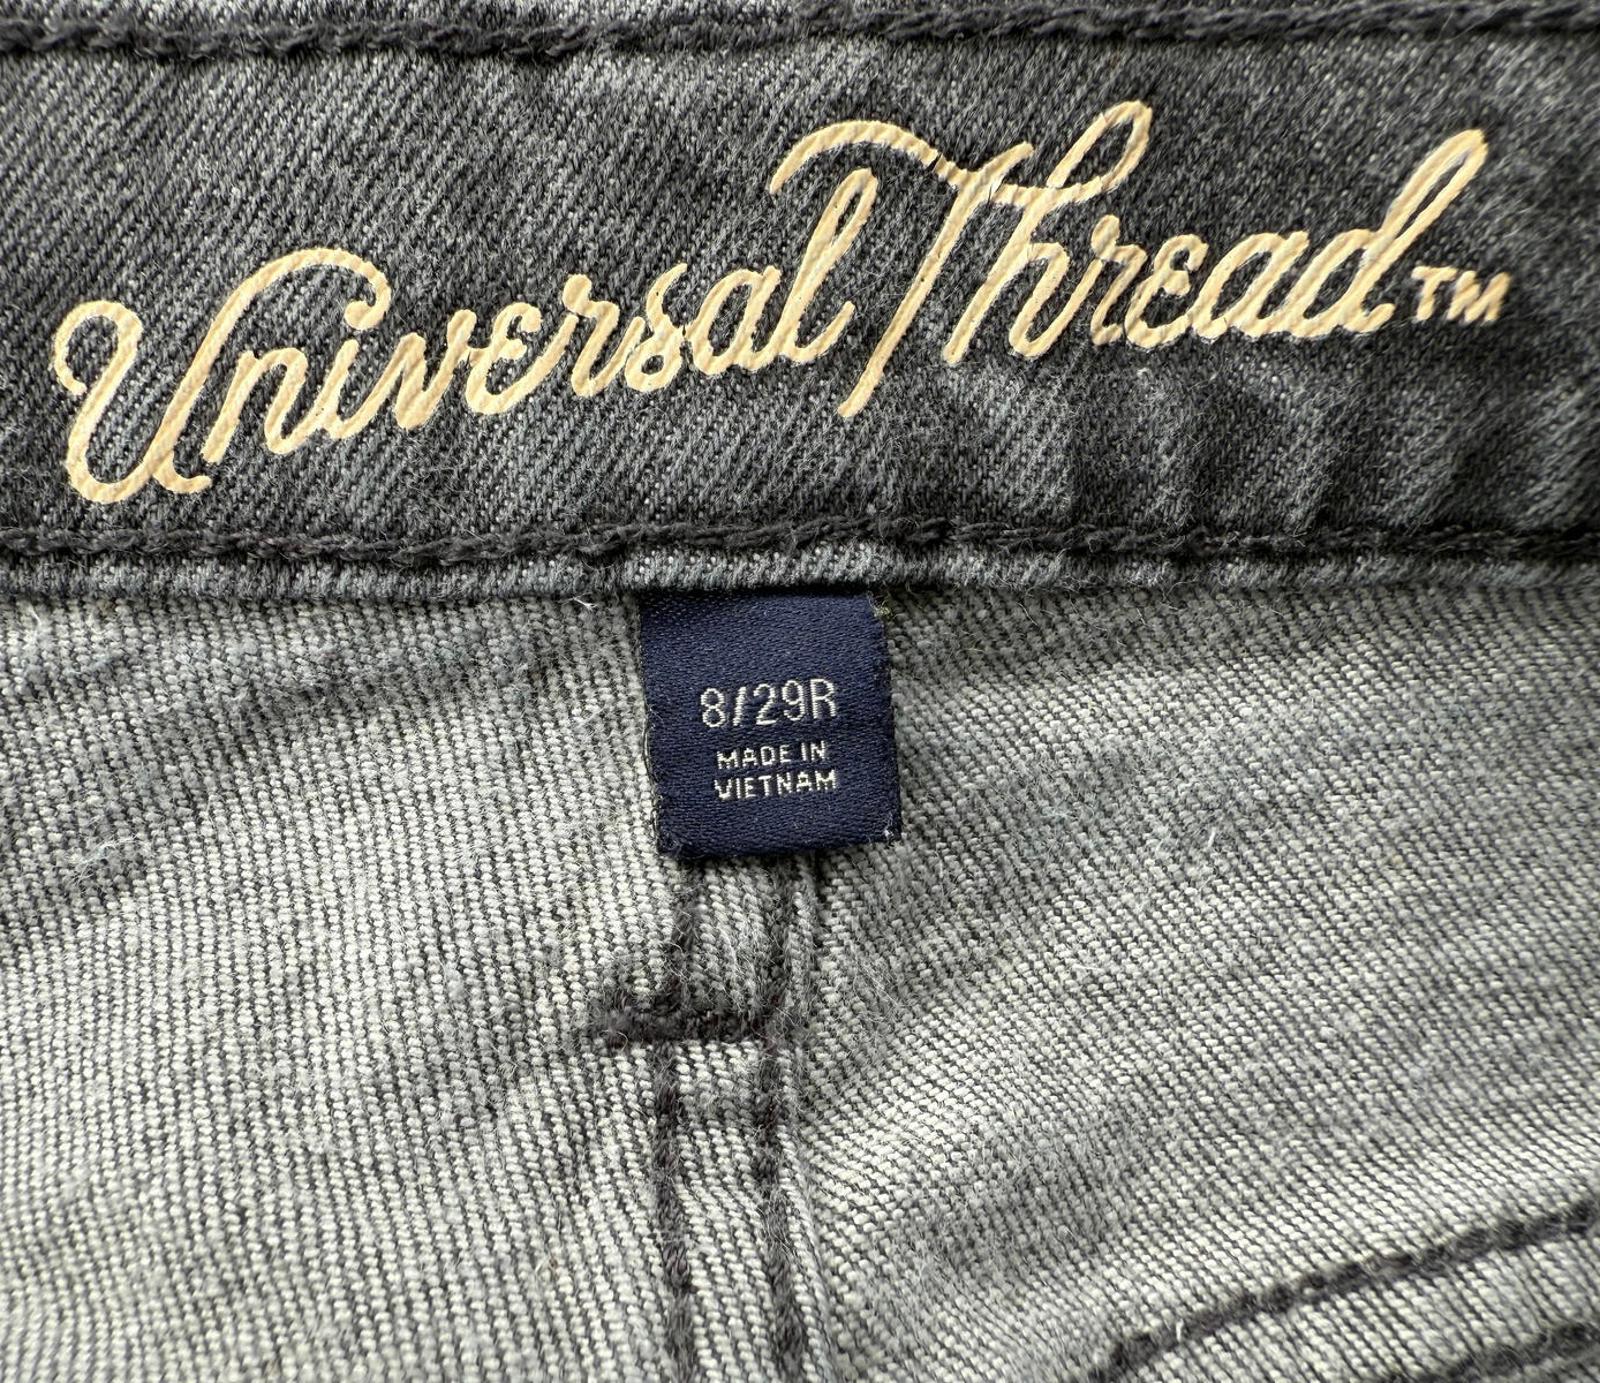 Universal Thread™
8/29R
MADE IN
VIETNAM